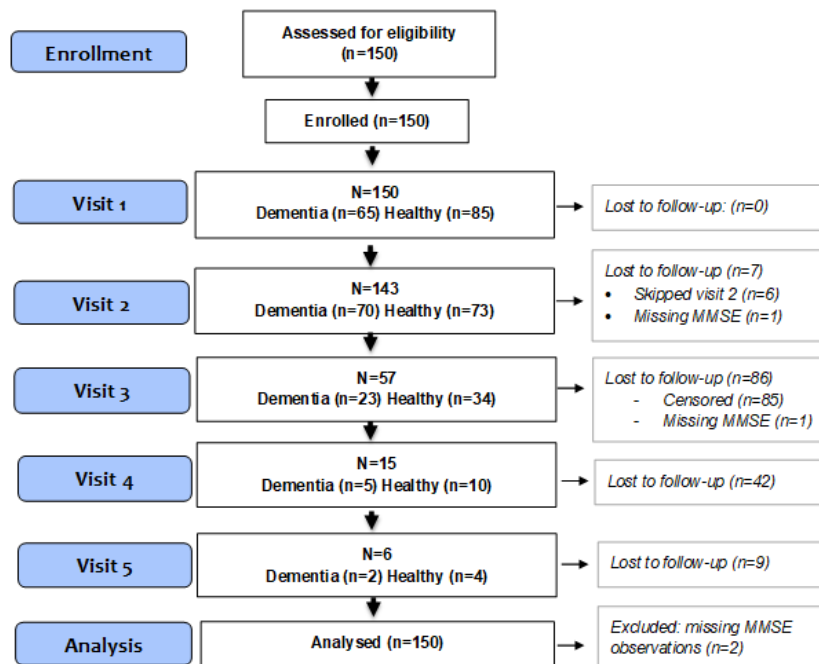 Enrollment
Assessed for eligibility
(n=150)
Enrolled (n=150)
Visit 1
N=150
Dementia (n=65) Healthy (n=85)
Lost to follow-up: (n=0)
Visit 2
N=143
Dementia (n=70) Healthy (n=73)
Lost to follow-up (n=7)
• Skipped visit 2 (n=6)
• Missing MMSE (n=1)
Visit 3
N=57
Dementia (n=23) Healthy (n=34)
Lost to follow-up (n=86)
- Censored (n=85)
- Missing MMSE (n=1)
Visit 4
N=15
Dementia (n=5) Healthy (n=10)
Lost to follow-up (n=42)
Visit 5
N=6
Dementia (n=2) Healthy (n=4)
Lost to follow-up (n=9)
Analysis
Analysed (n=150)
Excluded: missing MMSE
observations (n=2)